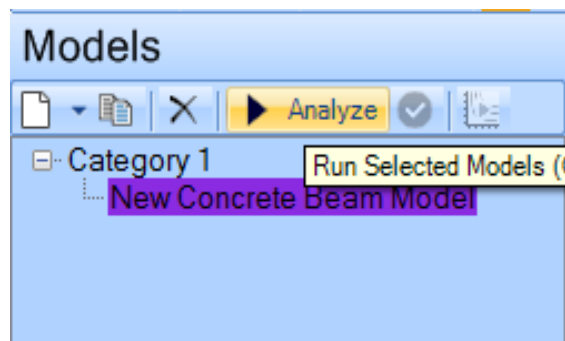 Models
Analyze
Category 1
Run Selected Models (
New Concrete Beam Model